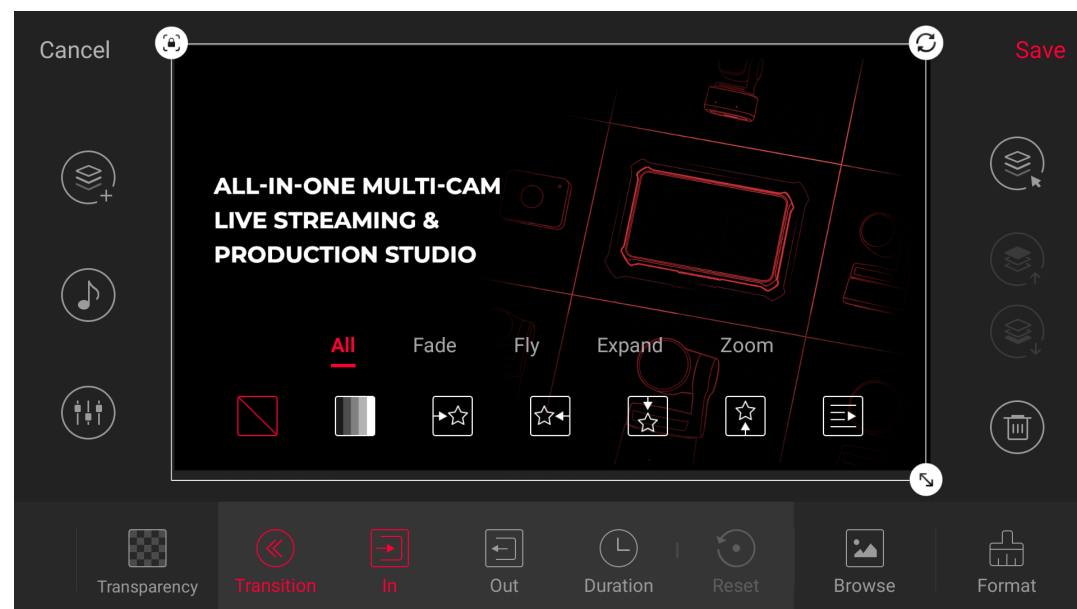 Cancel
Save
ALL-IN-ONE MULTI-CAM
LIVE STREAMING &
PRODUCTION STUDIO
All Fade Fly Expand Zoom
Transparency Transition In Out Duration Reset Browse Format